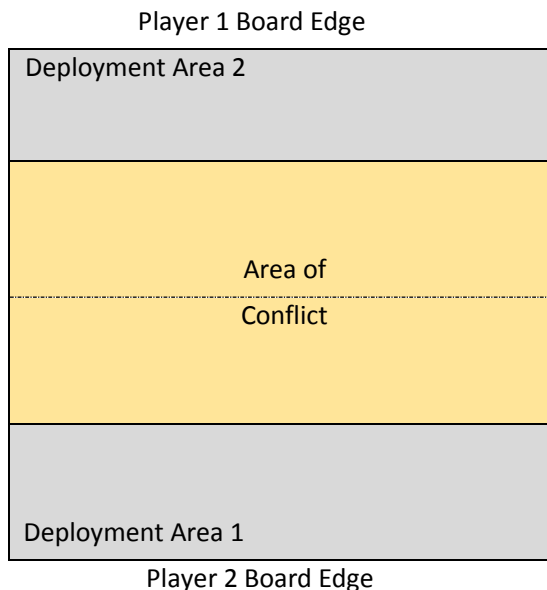 Player 1 Board Edge
Deployment Area 2
Area of
Conflict
Deployment Area 1
Player 2 Board Edge